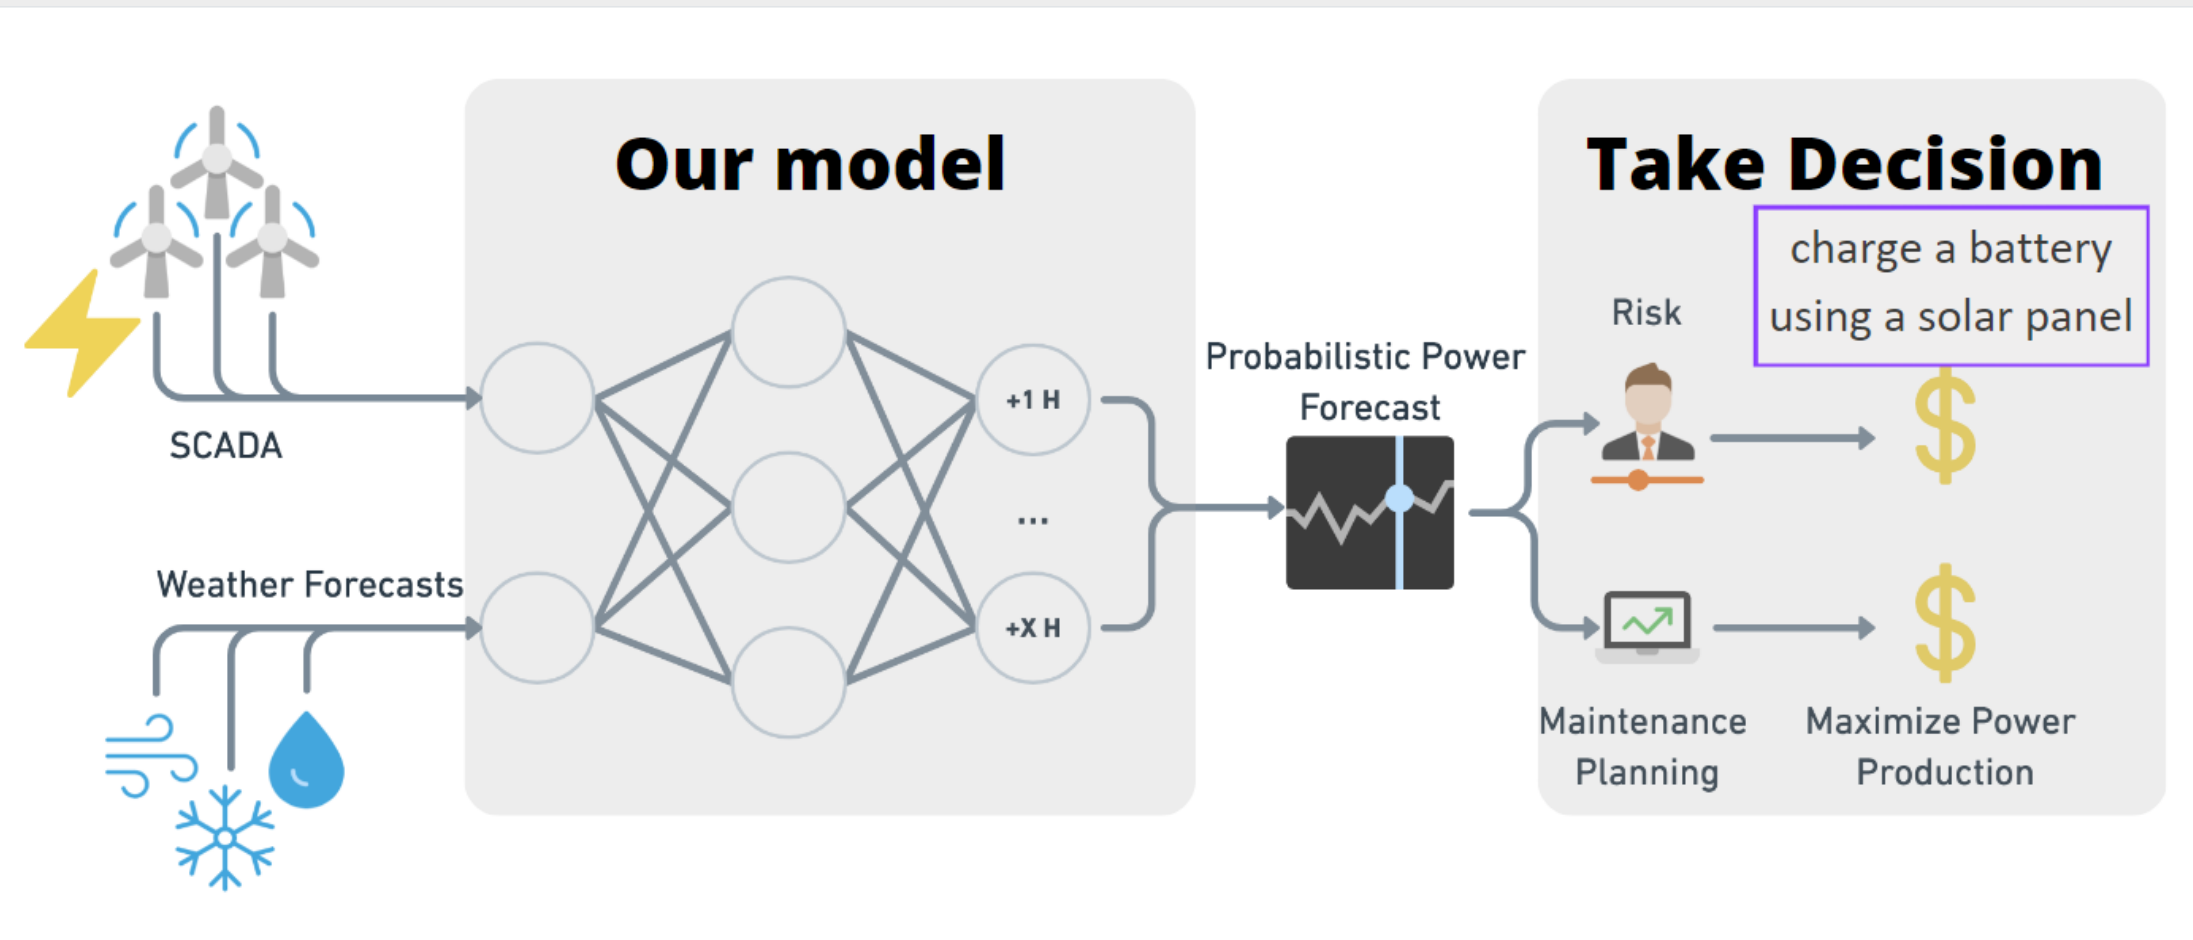 Our model
Take Decision
charge a battery
using a solar panel
Risk
SCADA
Weather Forecasts
+1 H
...
+X H
Probabilistic Power
Forecast
Maintenance
Planning
Maximize Power
Production